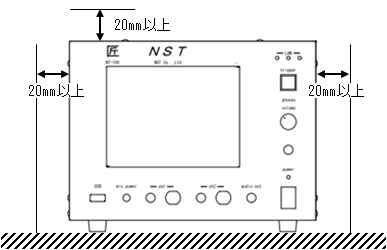 20mm以上
匠 NST
NST Co., Ltd
LAN
trigger
20mm以上
20mm以上
phones
volume
power
USB
mic power
ch1
ch2
audio out